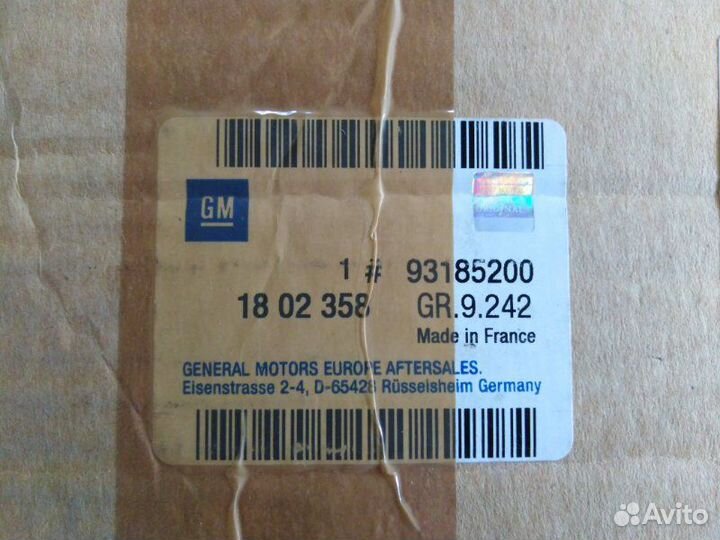 GM
ORIGINAL
1 # 93185200
18 02 358 GR.9.242
Made in France
GENERAL MOTORS EUROPE AFTERSALES.
Eisenstrasse 2-4, D-65428 Rüsselsheim Germany
Avito